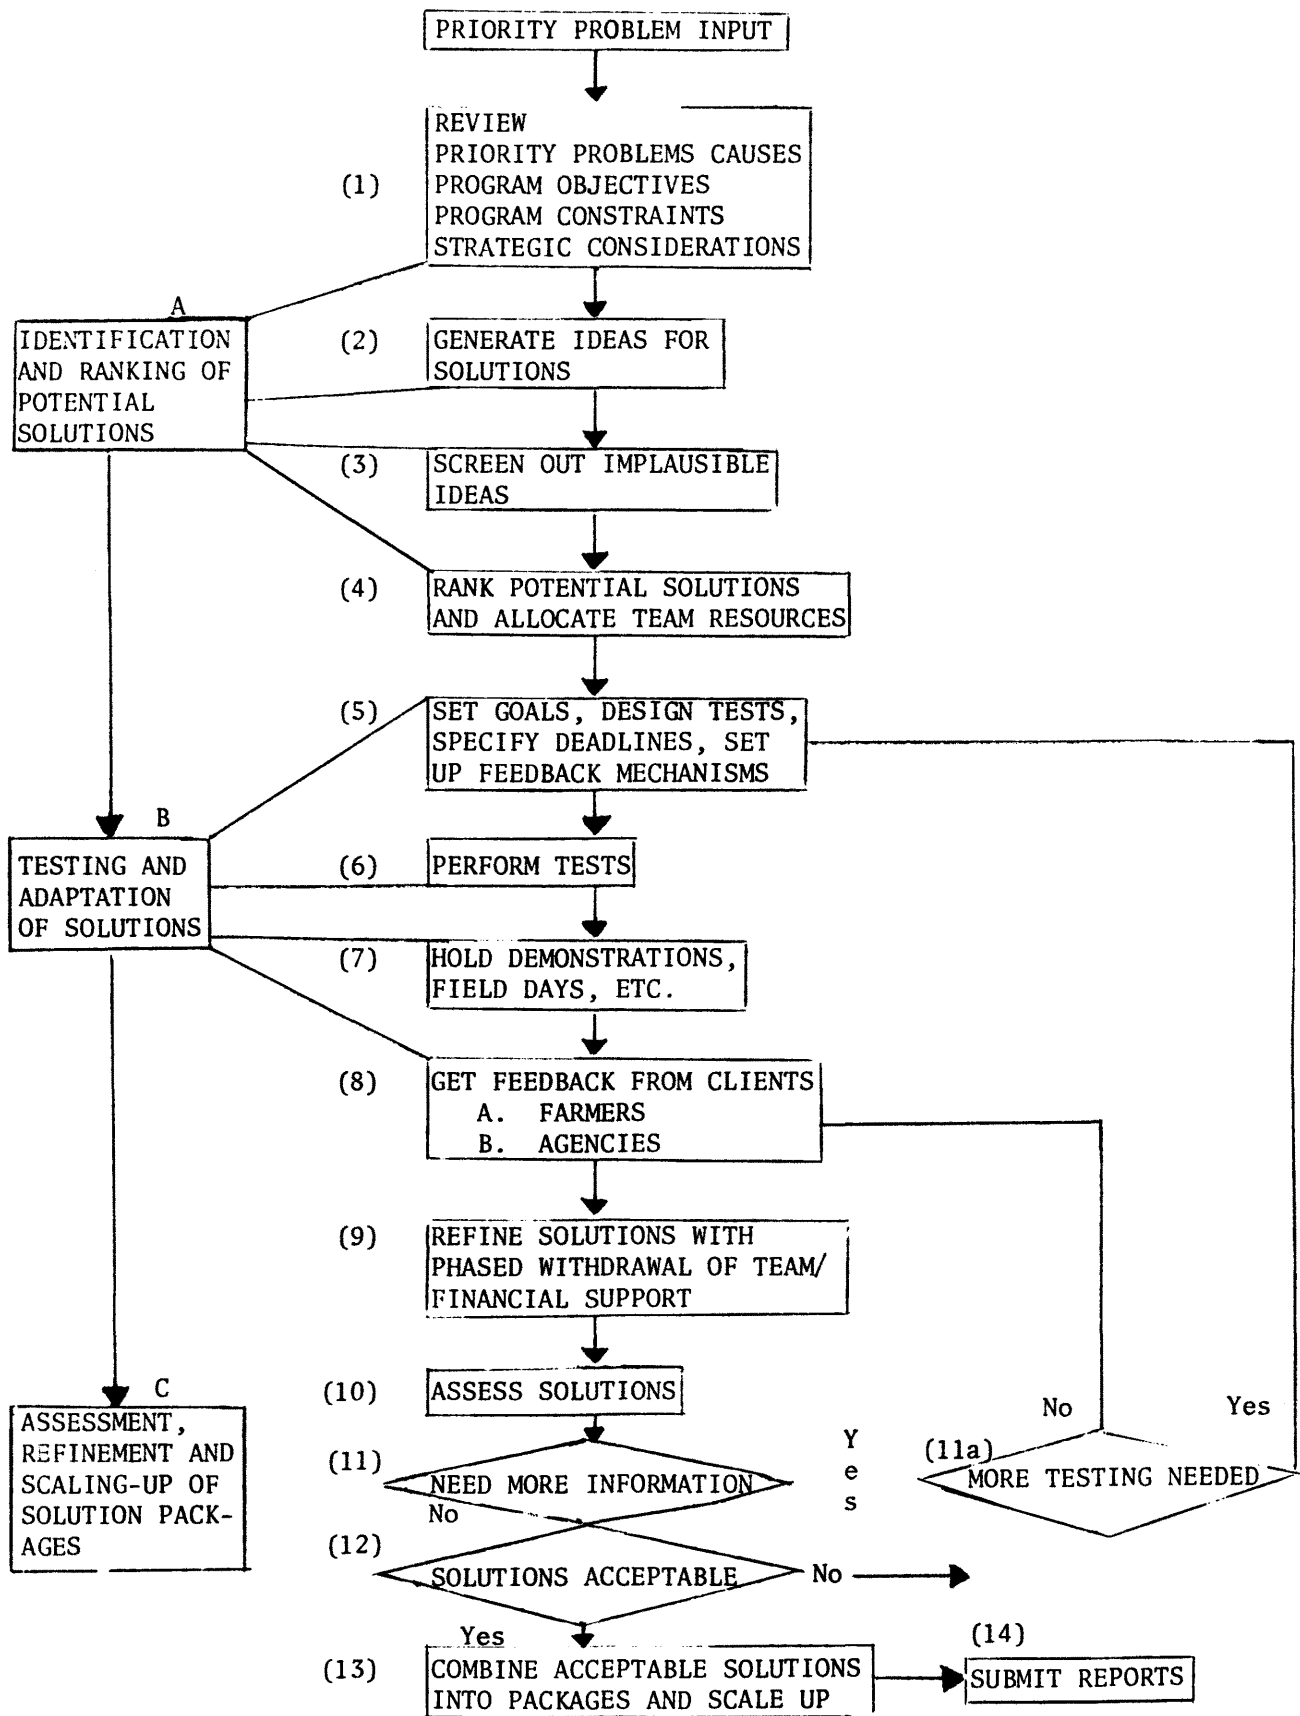 PRIORITY PROBLEM INPUT
(1)
REVIEW
PRIORITY PROBLEMS CAUSES
PROGRAM OBJECTIVES
PROGRAM CONSTRAINTS
STRATEGIC CONSIDERATIONS
A
IDENTIFICATION
AND RANKING OF
POTENTIAL
SOLUTIONS
(2)
GENERATE IDEAS FOR
SOLUTIONS
(3)
SCREEN OUT IMPLAUSIBLE
IDEAS
(4)
RANK POTENTIAL SOLUTIONS
AND ALLOCATE TEAM RESOURCES
(5)
SET GOALS, DESIGN TESTS,
SPECIFY DEADLINES, SET
UP FEEDBACK MECHANISMS
B
TESTING AND
ADAPTATION
OF SOLUTIONS
(6)
PERFORM TESTS
(7)
HOLD DEMONSTRATIONS,
FIELD DAYS, ETC.
(8)
GET FEEDBACK FROM CLIENTS
A. FARMERS
B. AGENCIES
(9)
REFINE SOLUTIONS WITH
PHASED WITHDRAWAL OF TEAM/
FINANCIAL SUPPORT
(10)
ASSESS SOLUTIONS
C
ASSESSMENT,
REFINEMENT AND
SCALING-UP OF
SOLUTION PACK-
AGES
(11)
NEED MORE INFORMATION
No
Yes
No
Yes
(11a)
MORE TESTING NEEDED
(12)
SOLUTIONS ACCEPTABLE
No
Yes
(13)
COMBINE ACCEPTABLE SOLUTIONS
INTO PACKAGES AND SCALE UP
(14)
SUBMIT REPORTS